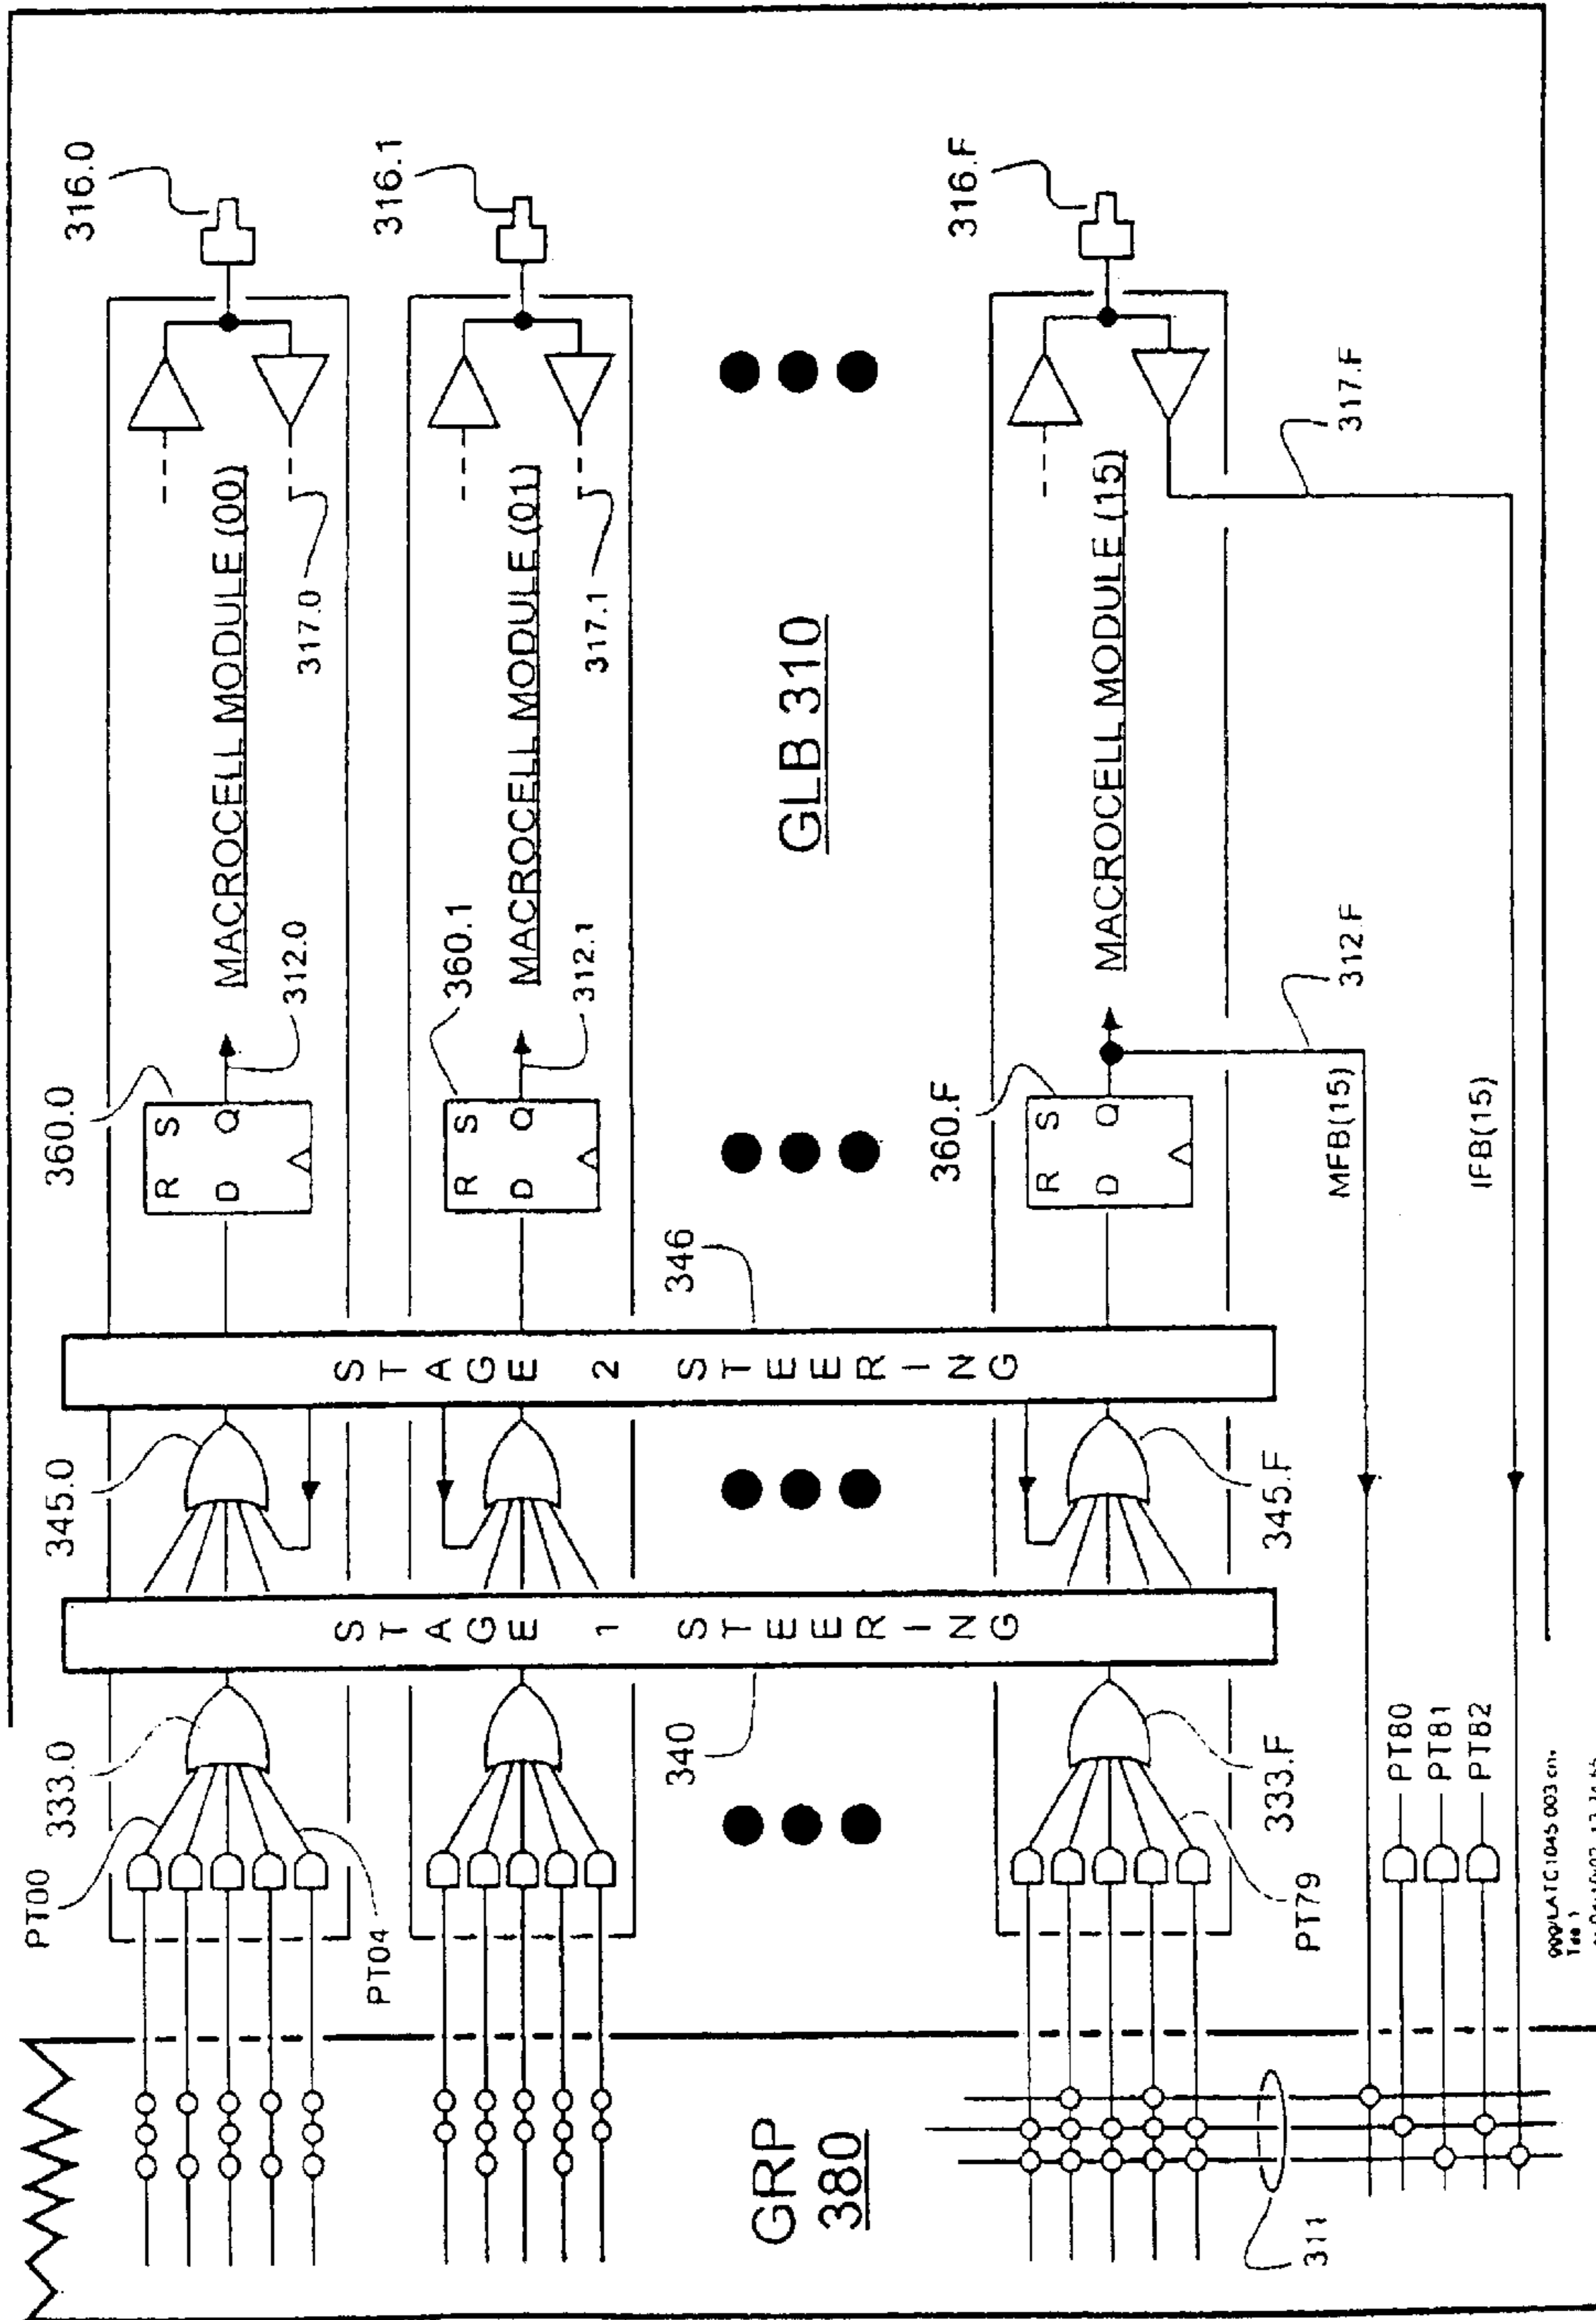 316.0
316.1
316.F
317.0
317.1
317.F
MACROCELL MODULE (00)
MACROCELL MODULE (01)
MACROCELL MODULE (15)
GLB 310
312.0
312.1
312.F
360.0
360.1
360.F
R S
D Q
R S
D Q
R S
D Q
MFB(15)
IFB(15)
346
STAGE 2 STEERING
345.0
345.F
STAGE 1 STEERING
340
333.0
333.F
PT00
PT04
PT79
PT80
PT81
PT82
GRP
380
311